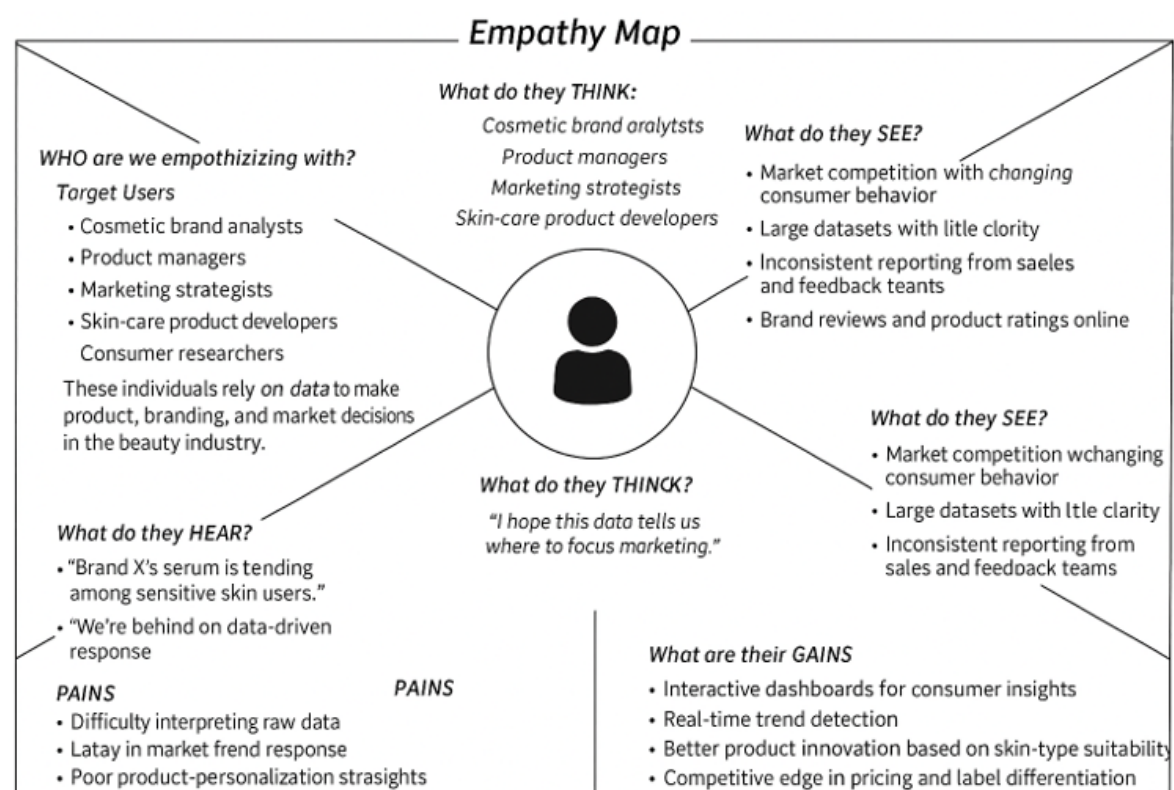 Empathy Map
What do they THINK:
Cosmetic brand aralytsts
Product managers
Marketing strategists
Skin-care product developers
WHO are we empothizizing with?
Target Users
• Cosmetic brand analysts
• Product managers
• Marketing strategists
• Skin-care product developers
Consumer researchers
These individuals rely on data to make
product, branding, and market decisions
in the beauty industry.
What do they SEE?
• Market competition with changing
consumer behavior
• Large datasets with litle clority
• Inconsistent reporting from saeles
and feedback teants
• Brand reviews and product ratings online
What do they HEAR?
• "Brand X's serum is tending
among sensitive skin users."
• "We're behind on data-driven
response
What do they THINCK?
"I hope this data tells us
where to focus marketing."
What do they SEE?
• Market competition wchanging
consumer behavior
• Large datasets with ltle clarity
• Inconsistent reporting from
sales and feedback teams
PAINS
PAINS
• Difficulty interpreting raw data
• Latay in market frend response
• Poor product-personalization strasights
What are their GAINS
• Interactive dashboards for consumer insights
• Real-time trend detection
• Better product innovation based on skin-type suitability
• Competitive edge in pricing and label differentiation